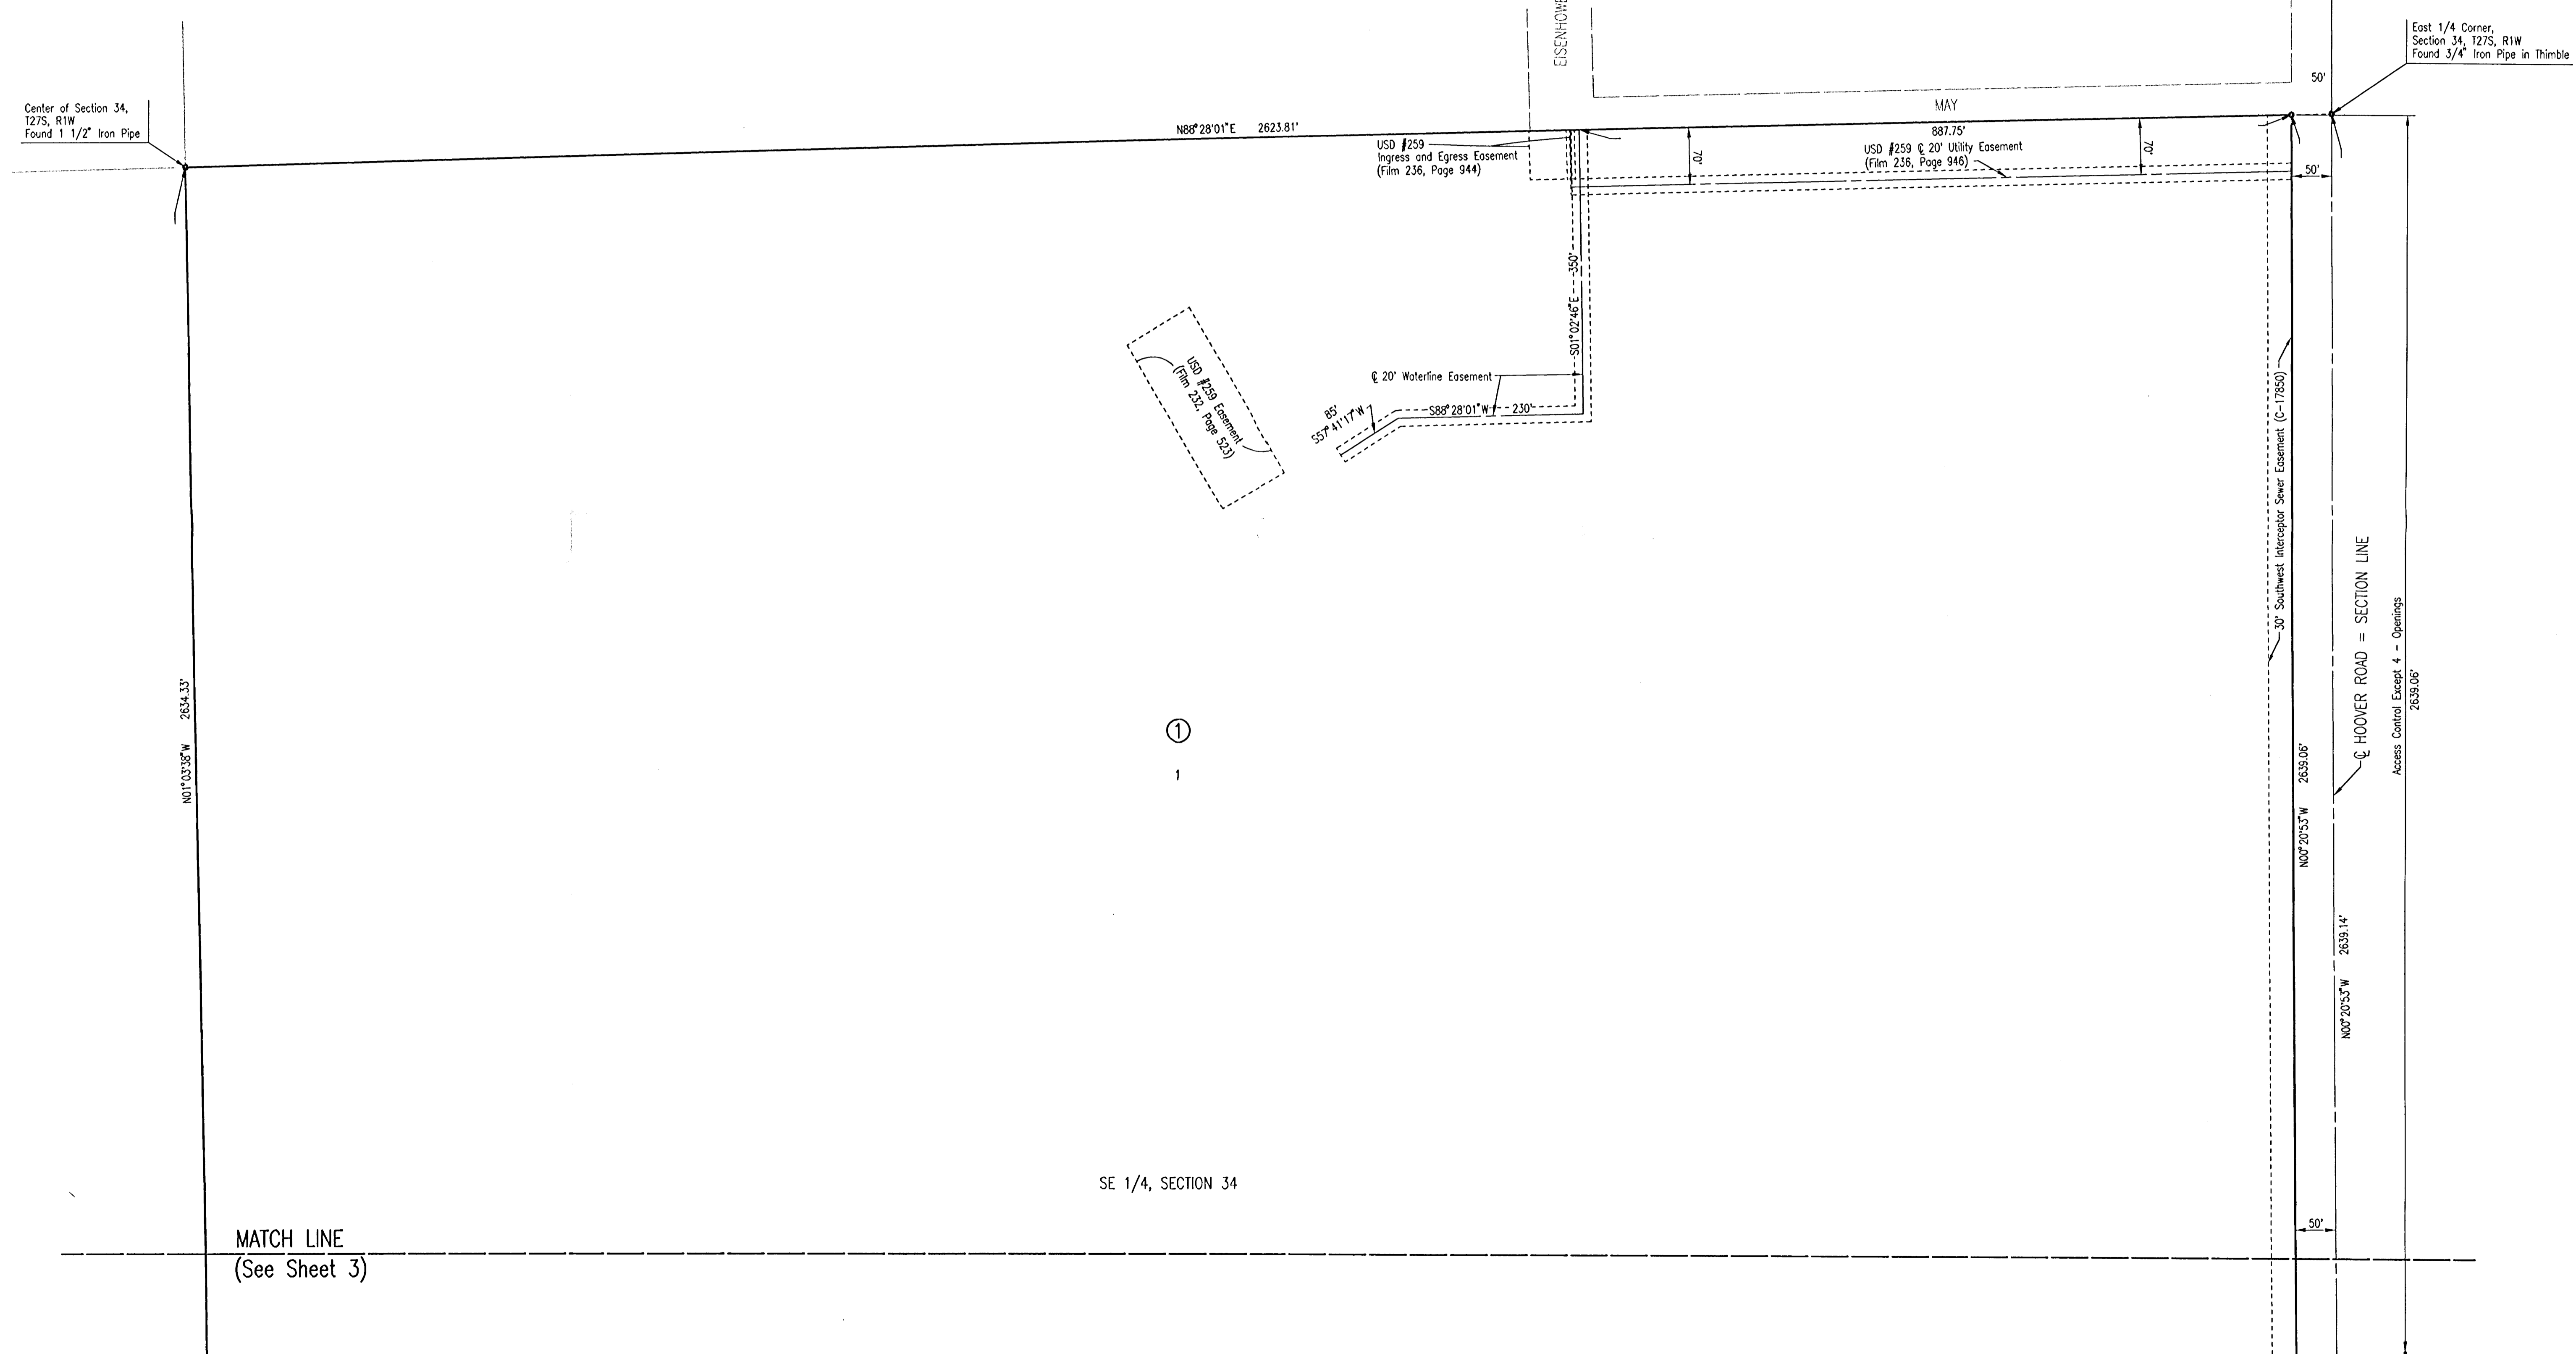 EISENHOWE
East 1/4 Corner,
Section 34, T27S, R1W
Found 3/4" Iron Pipe in Thimble
50'
Center of Section 34,
T27S, R1W
Found 1 1/2" Iron Pipe
MAY
N88°28'01"E 2623.81'
887.75'
USD #259
Ingress and Egress Easement
(Film 236, Page 944)
70'
USD #259 ℄ 20' Utility Easement
(Film 236, Page 946)
70'
50'
S01°02'46"E 350'
℄ 20' Waterline Easement
S88°28'01"W 230'
85'
S57°41'17"W
USD #259 Easement
(Film 232, Page 523)
30' Southwest Interceptor Sewer Easement (C-17850)
℄ HOOVER ROAD = SECTION LINE
Access Control Except 4 - Openings
2639.06'
N01°03'38"W 2634.33'
1
1
N00°20'53"W 2639.06'
N00°20'53"W 2639.14'
SE 1/4, SECTION 34
50'
MATCH LINE
(See Sheet 3)